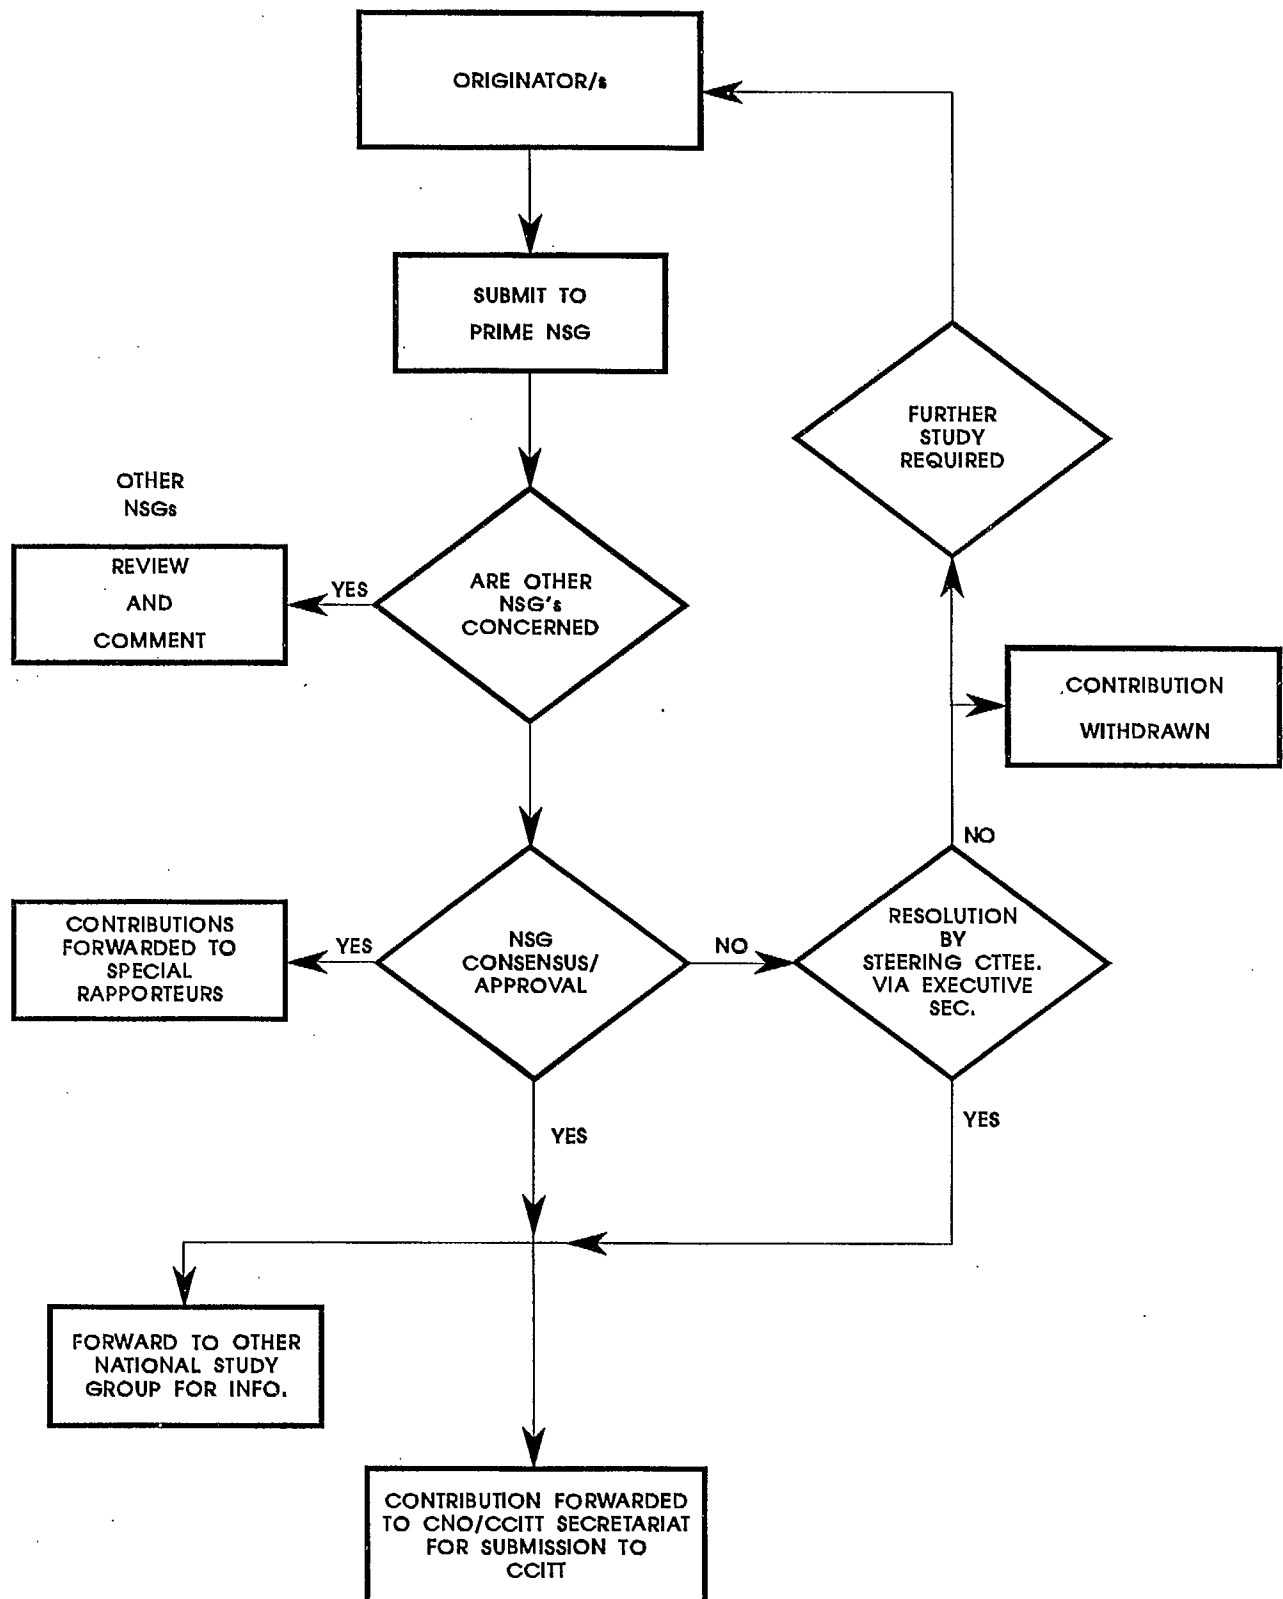 ORIGINATOR/s
SUBMIT TO
PRIME NSG
FURTHER
STUDY
REQUIRED
OTHER
NSGs
REVIEW
AND
COMMENT
YES
ARE OTHER
NSG's
CONCERNED
CONTRIBUTION
WITHDRAWN
NO
CONTRIBUTIONS
FORWARDED TO
SPECIAL
RAPPORTEURS
YES
NSG
CONSENSUS/
APPROVAL
NO
RESOLUTION
BY
STEERING CTTEE.
VIA EXECUTIVE
SEC.
YES
YES
FORWARD TO OTHER
NATIONAL STUDY
GROUP FOR INFO.
CONTRIBUTION FORWARDED
TO CNO/CCITT SECRETARIAT
FOR SUBMISSION TO
CCITT